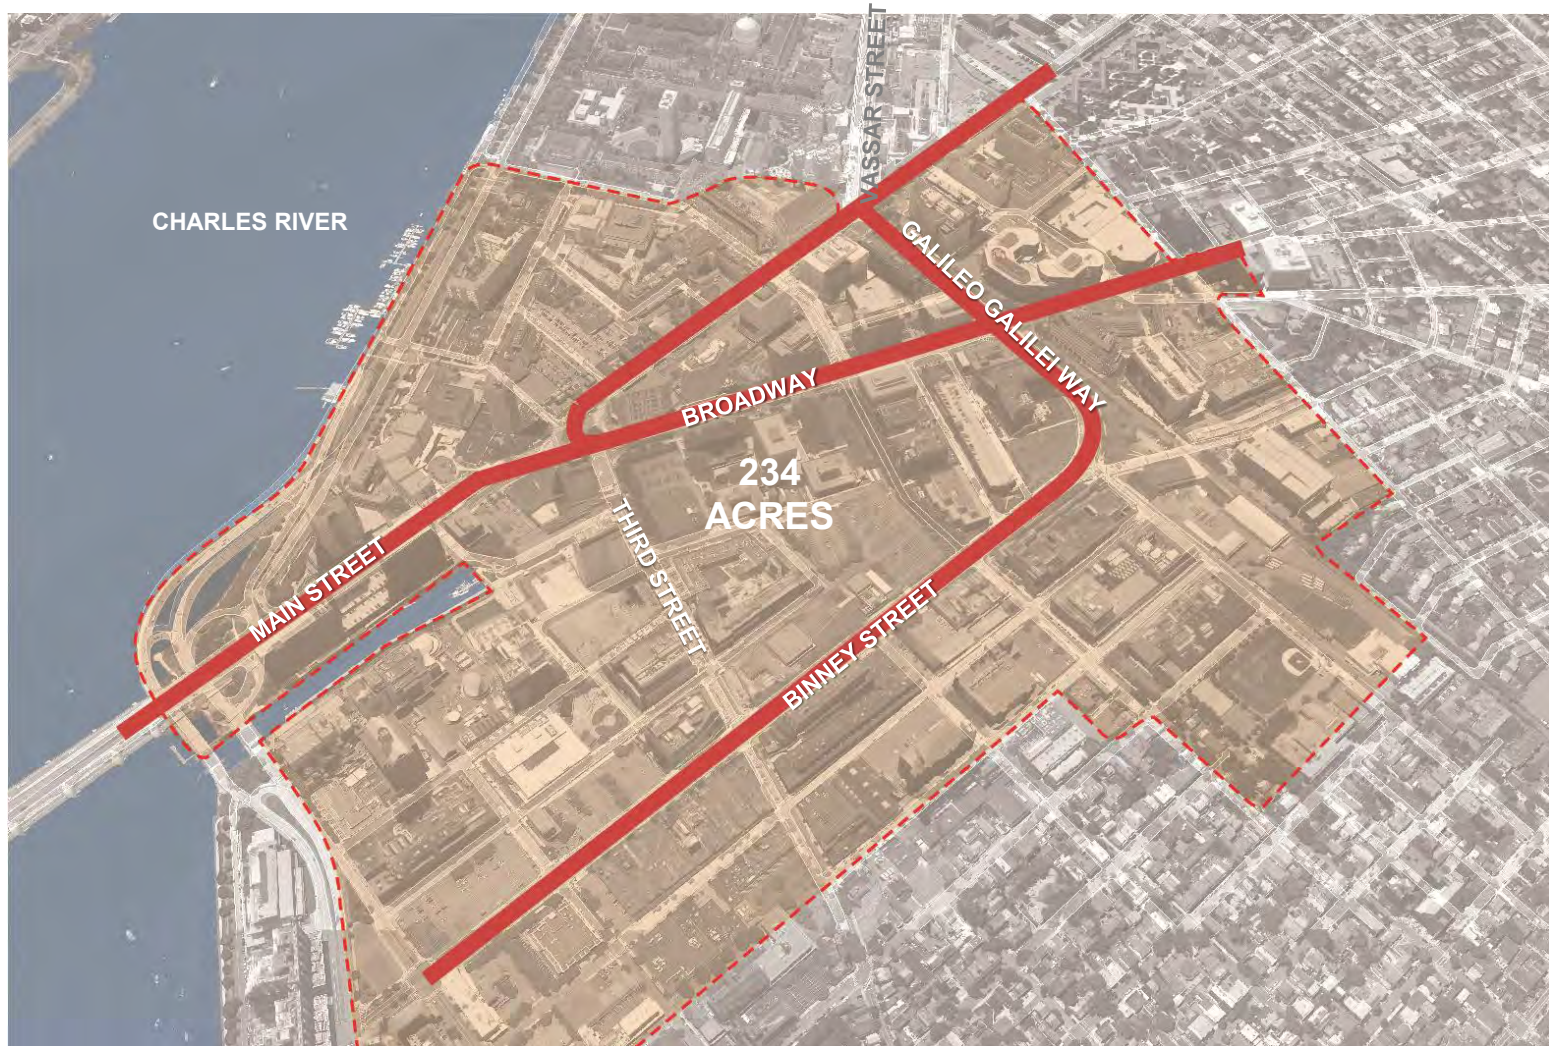 VASSAR STREET
CHARLES RIVER
GALILEO GALILEI WAY
BROADWAY
234
ACRES
THIRD STREET
MAIN STREET
BINNEY STREET